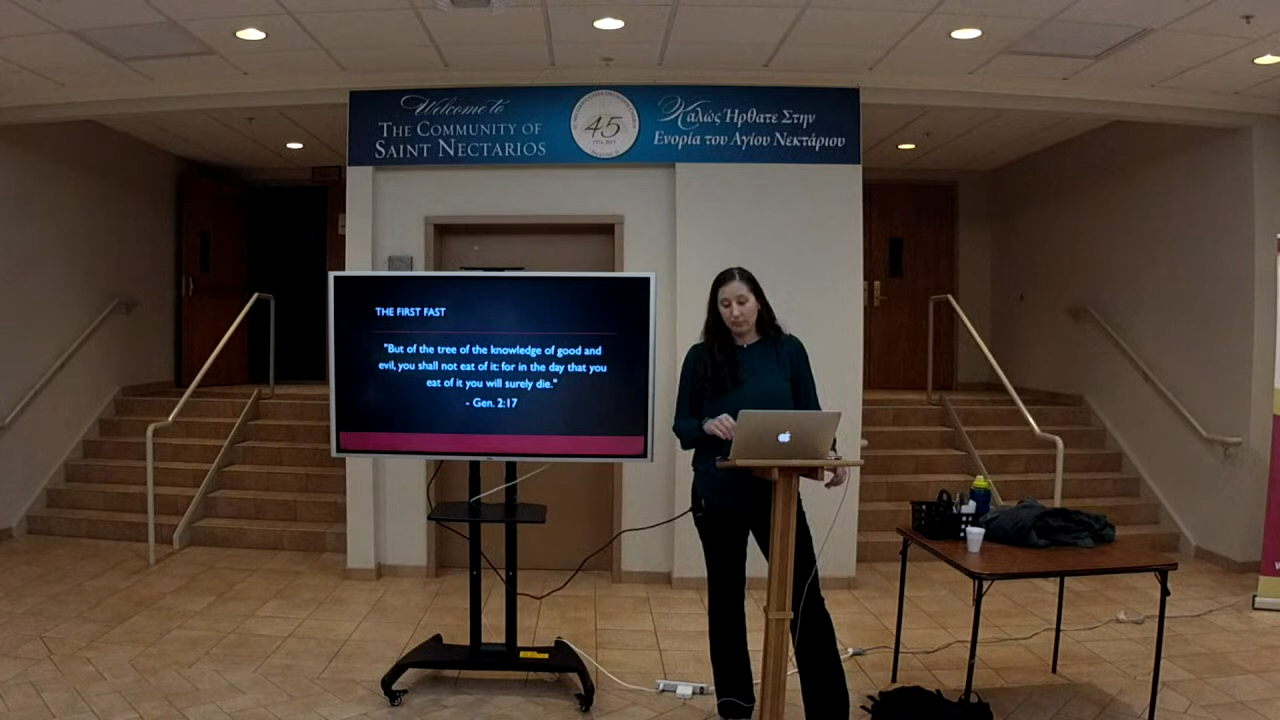 Welcome to
THE COMMUNITY OF
SAINT NECTARIOS
45
Καλώς Ήρθατε Στην
Ενορία του Αγίου Νεκτάριου
THE FIRST FAST
"But of the tree of the knowledge of good and
evil, you shall not eat of it: for in the day that you
eat of it you will surely die."
- Gen. 2:17